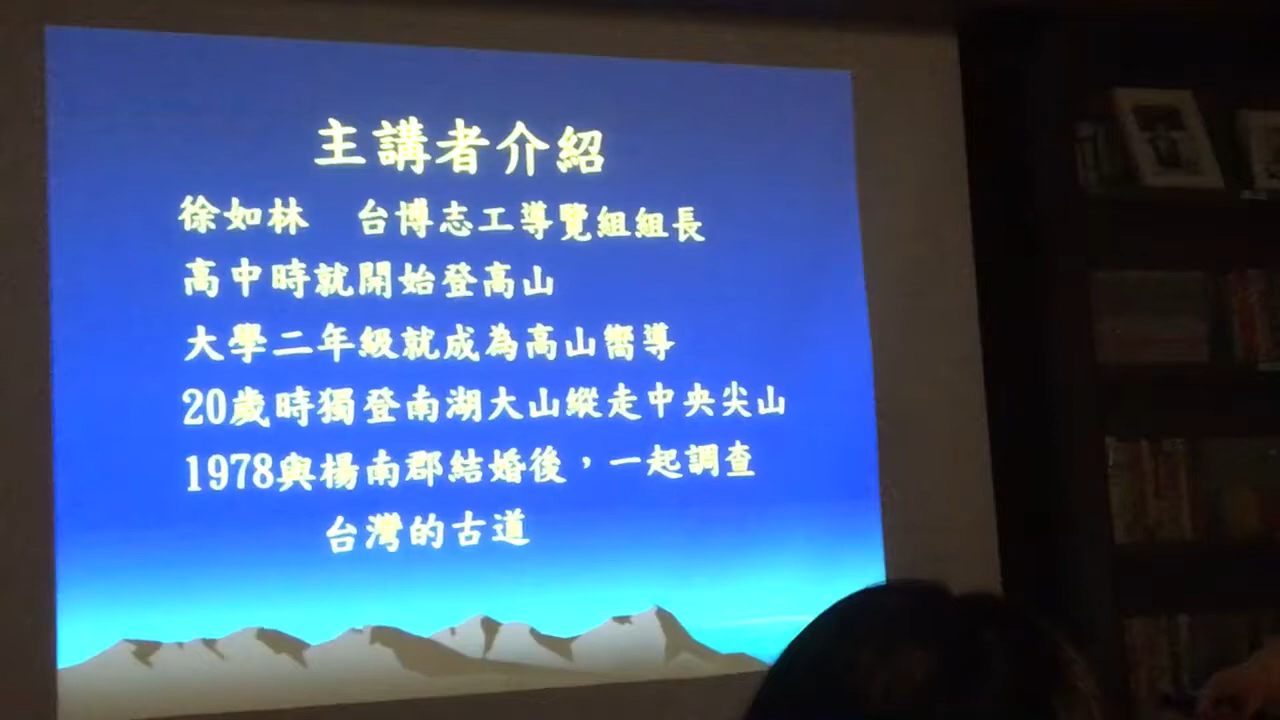 主講者介紹
徐如林　台博志工導覽組組長
高中時就開始登高山
大學二年級就成為高山嚮導
20歲時獨登南湖大山縱走中央尖山
1978與楊南郡結婚後，一起調查
台灣的古道